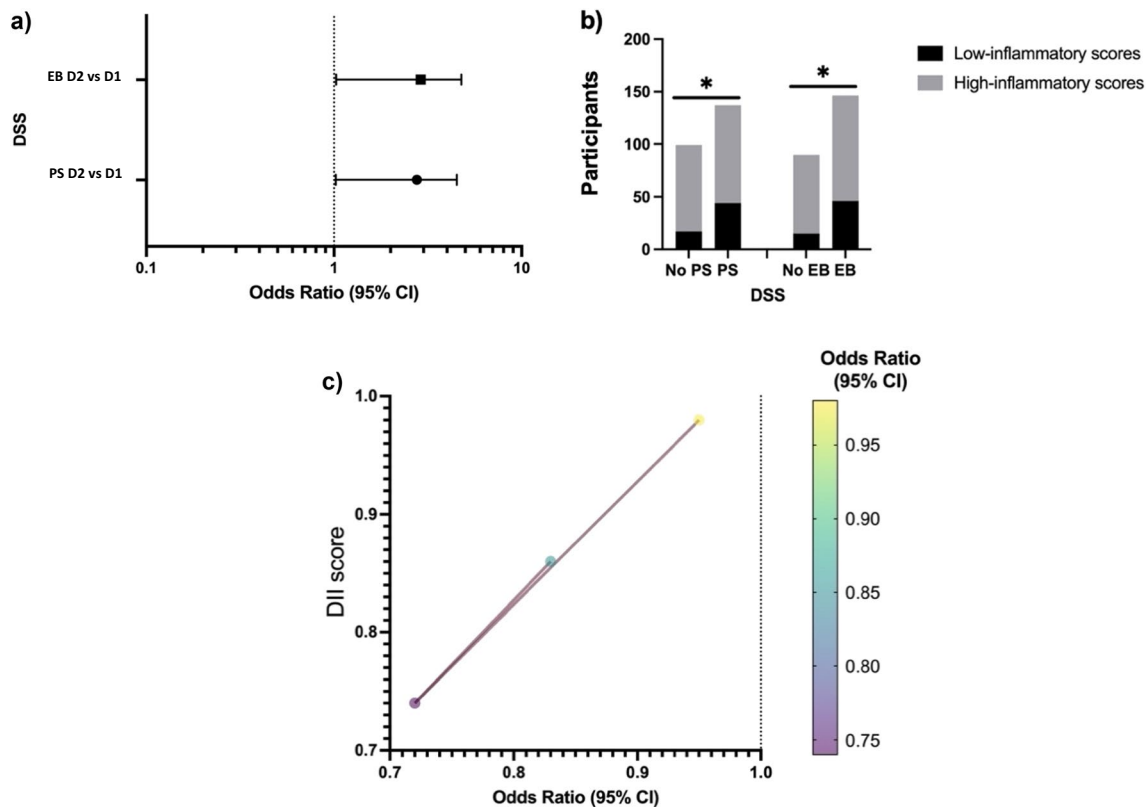 a)
EB D2 vs D1
PS D2 vs D1
DSS
0.1
1
10
Odds Ratio (95% CI)
b)
200
150
100
50
0
Participants
*
*
No PS PS
No EB EB
DSS
Low-inflammatory scores
High-inflammatory scores
c)
1.0
0.9
0.8
0.7
DII score
0.7
0.8
0.9
1.0
Odds Ratio (95% CI)
Odds Ratio
(95% CI)
0.95
0.90
0.85
0.80
0.75